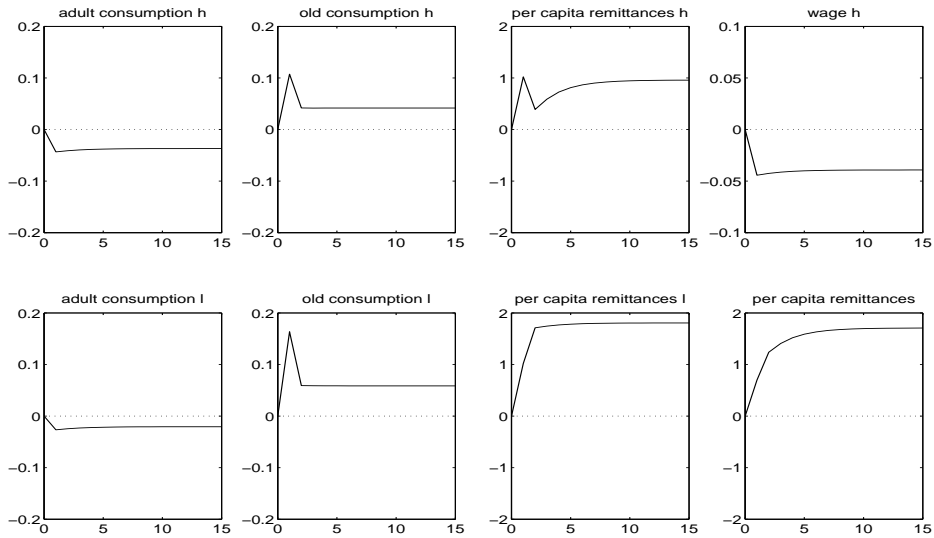 adult consumption h
0.2
0.1
0
−0.1
−0.2
0 5 10 15
old consumption h
0.2
0.1
0
−0.1
−0.2
0 5 10 15
per capita remittances h
2
1
0
−1
−2
0 5 10 15
wage h
0.1
0.05
0
−0.05
−0.1
0 5 10 15
adult consumption l
0.2
0.1
0
−0.1
−0.2
0 5 10 15
old consumption l
0.2
0.1
0
−0.1
−0.2
0 5 10 15
per capita remittances l
2
1
0
−1
−2
0 5 10 15
per capita remittances
2
1
0
−1
−2
0 5 10 15